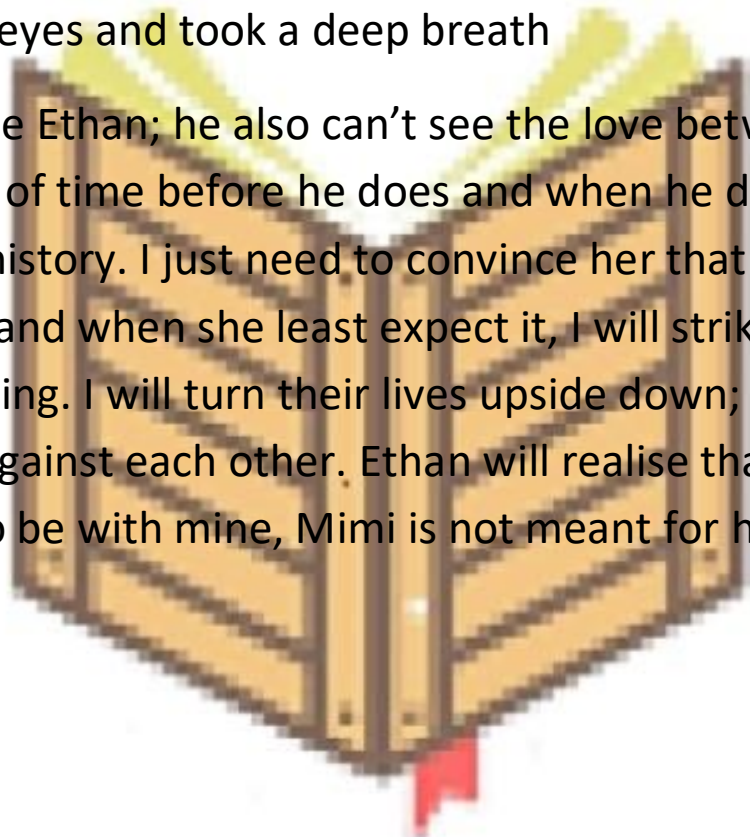 eyes and took a deep breath
e Ethan; he also can’t see the love betw
of time before he does and when he d
history. I just need to convince her that
and when she least expect it, I will strik
ing. I will turn their lives upside down;
gainst each other. Ethan will realise tha
o be with mine, Mimi is not meant for h